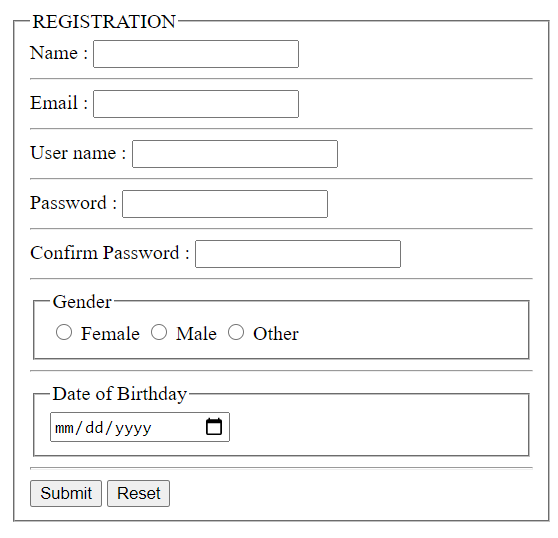 REGISTRATION
Name :
Email :
User name :
Password :
Confirm Password :
Gender
Female Male Other
Date of Birthday
mm/dd/yyyy
Submit Reset